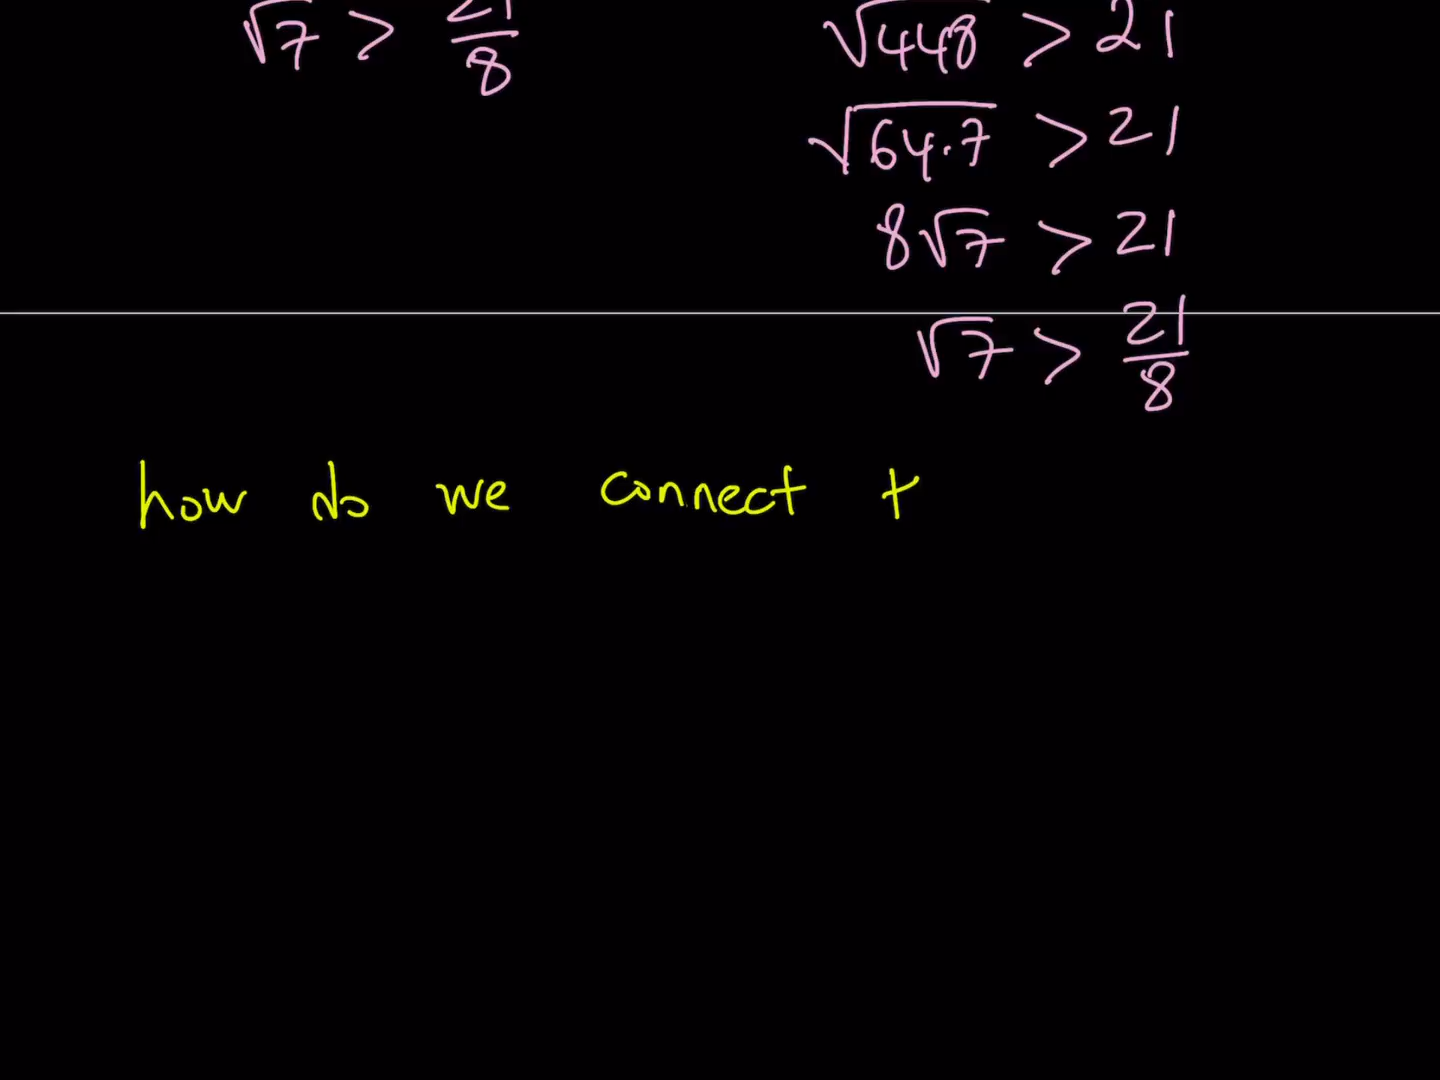 √7 > 21/8
√448 > 21
√64·7 > 21
8√7 > 21
√7 > 21/8
how do we connect t